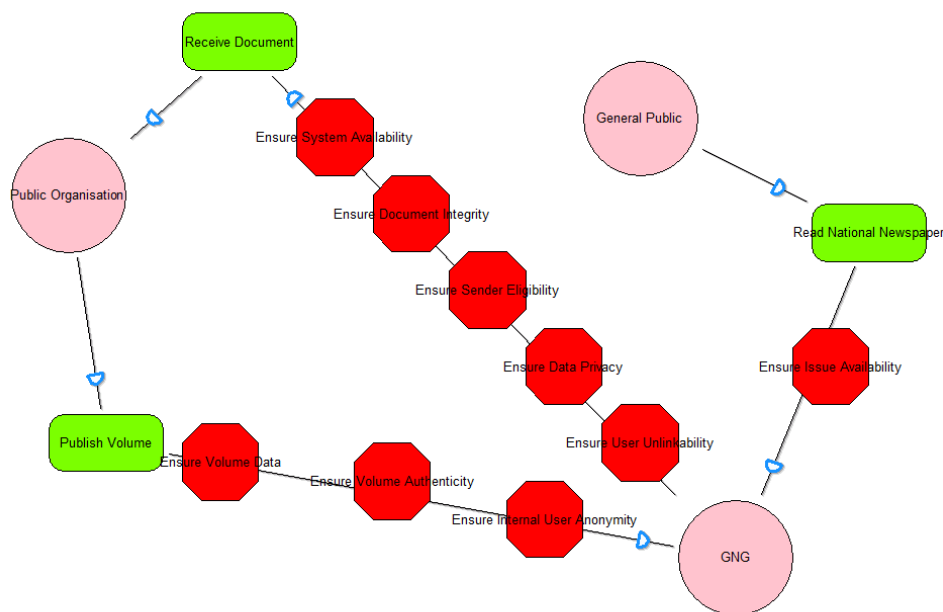 Receive Document
General Public
Ensure System Availability
Public Organisation
Ensure Document Integrity
Read National Newspaper
Ensure Sender Eligibility
Ensure Data Privacy
Ensure Issue Availability
Publish Volume
Ensure User Unlinkability
Ensure Volume Data
Ensure Volume Authenticity
Ensure Internal User Anonymity
GNG